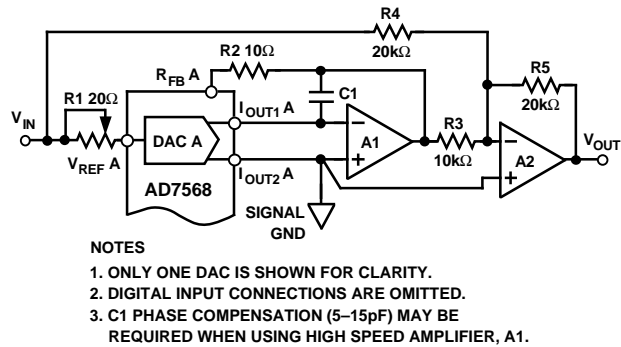 R4
20kΩ
R2 10Ω
R5
20kΩ
RFB A
C1
R1 20Ω
VIN
IOUT1 A
R3
10kΩ
A1
A2
VOUT
DAC A
VREF A
IOUT2 A
AD7568
SIGNAL
GND
NOTES
1. ONLY ONE DAC IS SHOWN FOR CLARITY.
2. DIGITAL INPUT CONNECTIONS ARE OMITTED.
3. C1 PHASE COMPENSATION (5–15pF) MAY BE
REQUIRED WHEN USING HIGH SPEED AMPLIFIER, A1.